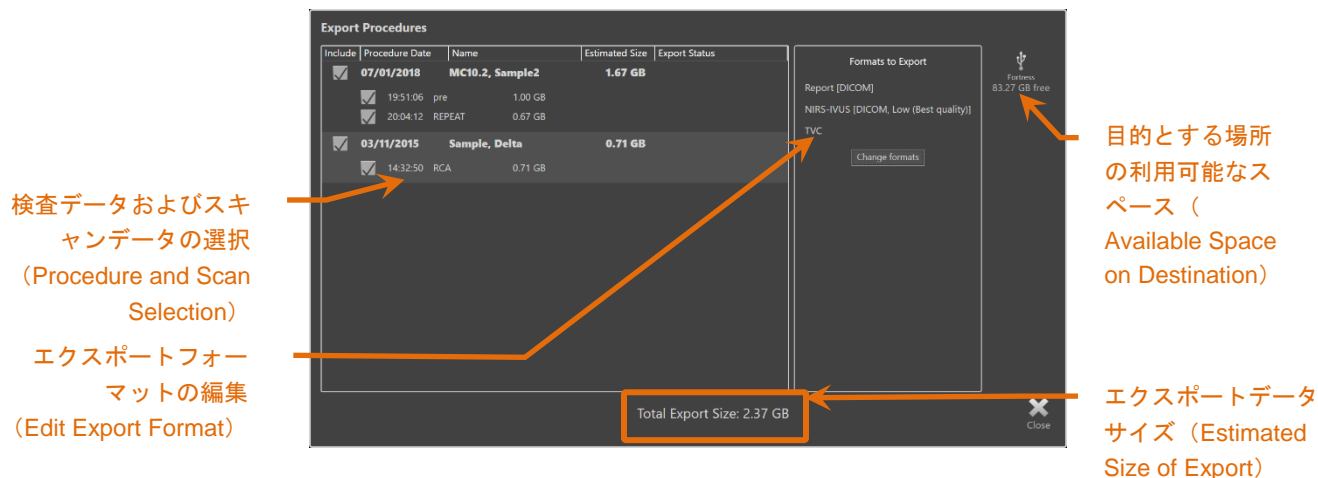 Export Procedures
Include Procedure Date Name Estimated Size Export Status
07/01/2018 MC10.2, Sample2 1.67 GB
19:51:06 pre 1.00 GB
20:04:12 REPEAT 0.67 GB
03/11/2015 Sample, Delta 0.71 GB
14:32:50 RCA 0.71 GB
Formats to Export
Report [DICOM]
NIRS-IVUS [DICOM, Low (Best quality)]
TVC
Change formats
Fortress
83.27 GB free
Total Export Size: 2.37 GB
Close
検査データおよびスキ
ャンデータの選択
（Procedure and Scan
Selection）
エクスポートフォー
マットの編集
（Edit Export Format）
目的とする場所
の利用可能なス
ペース（
Available Space
on Destination）
エクスポートデータ
サイズ（Estimated
Size of Export）